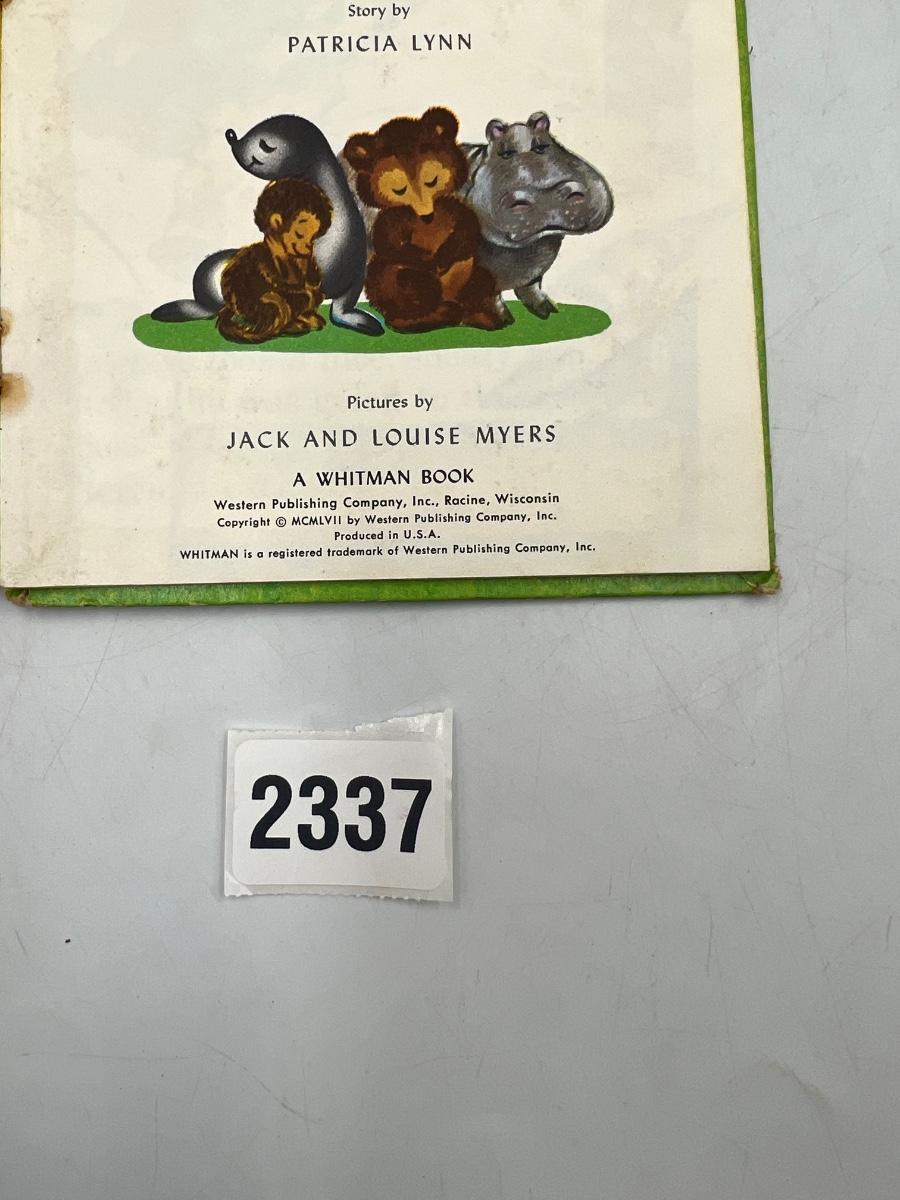 Story by
PATRICIA LYNN
Pictures by
JACK AND LOUISE MYERS
A WHITMAN BOOK
Western Publishing Company, Inc., Racine, Wisconsin
Copyright © MCMLVII by Western Publishing Company, Inc.
Produced in U.S.A.
WHITMAN is a registered trademark of Western Publishing Company, Inc.
2337